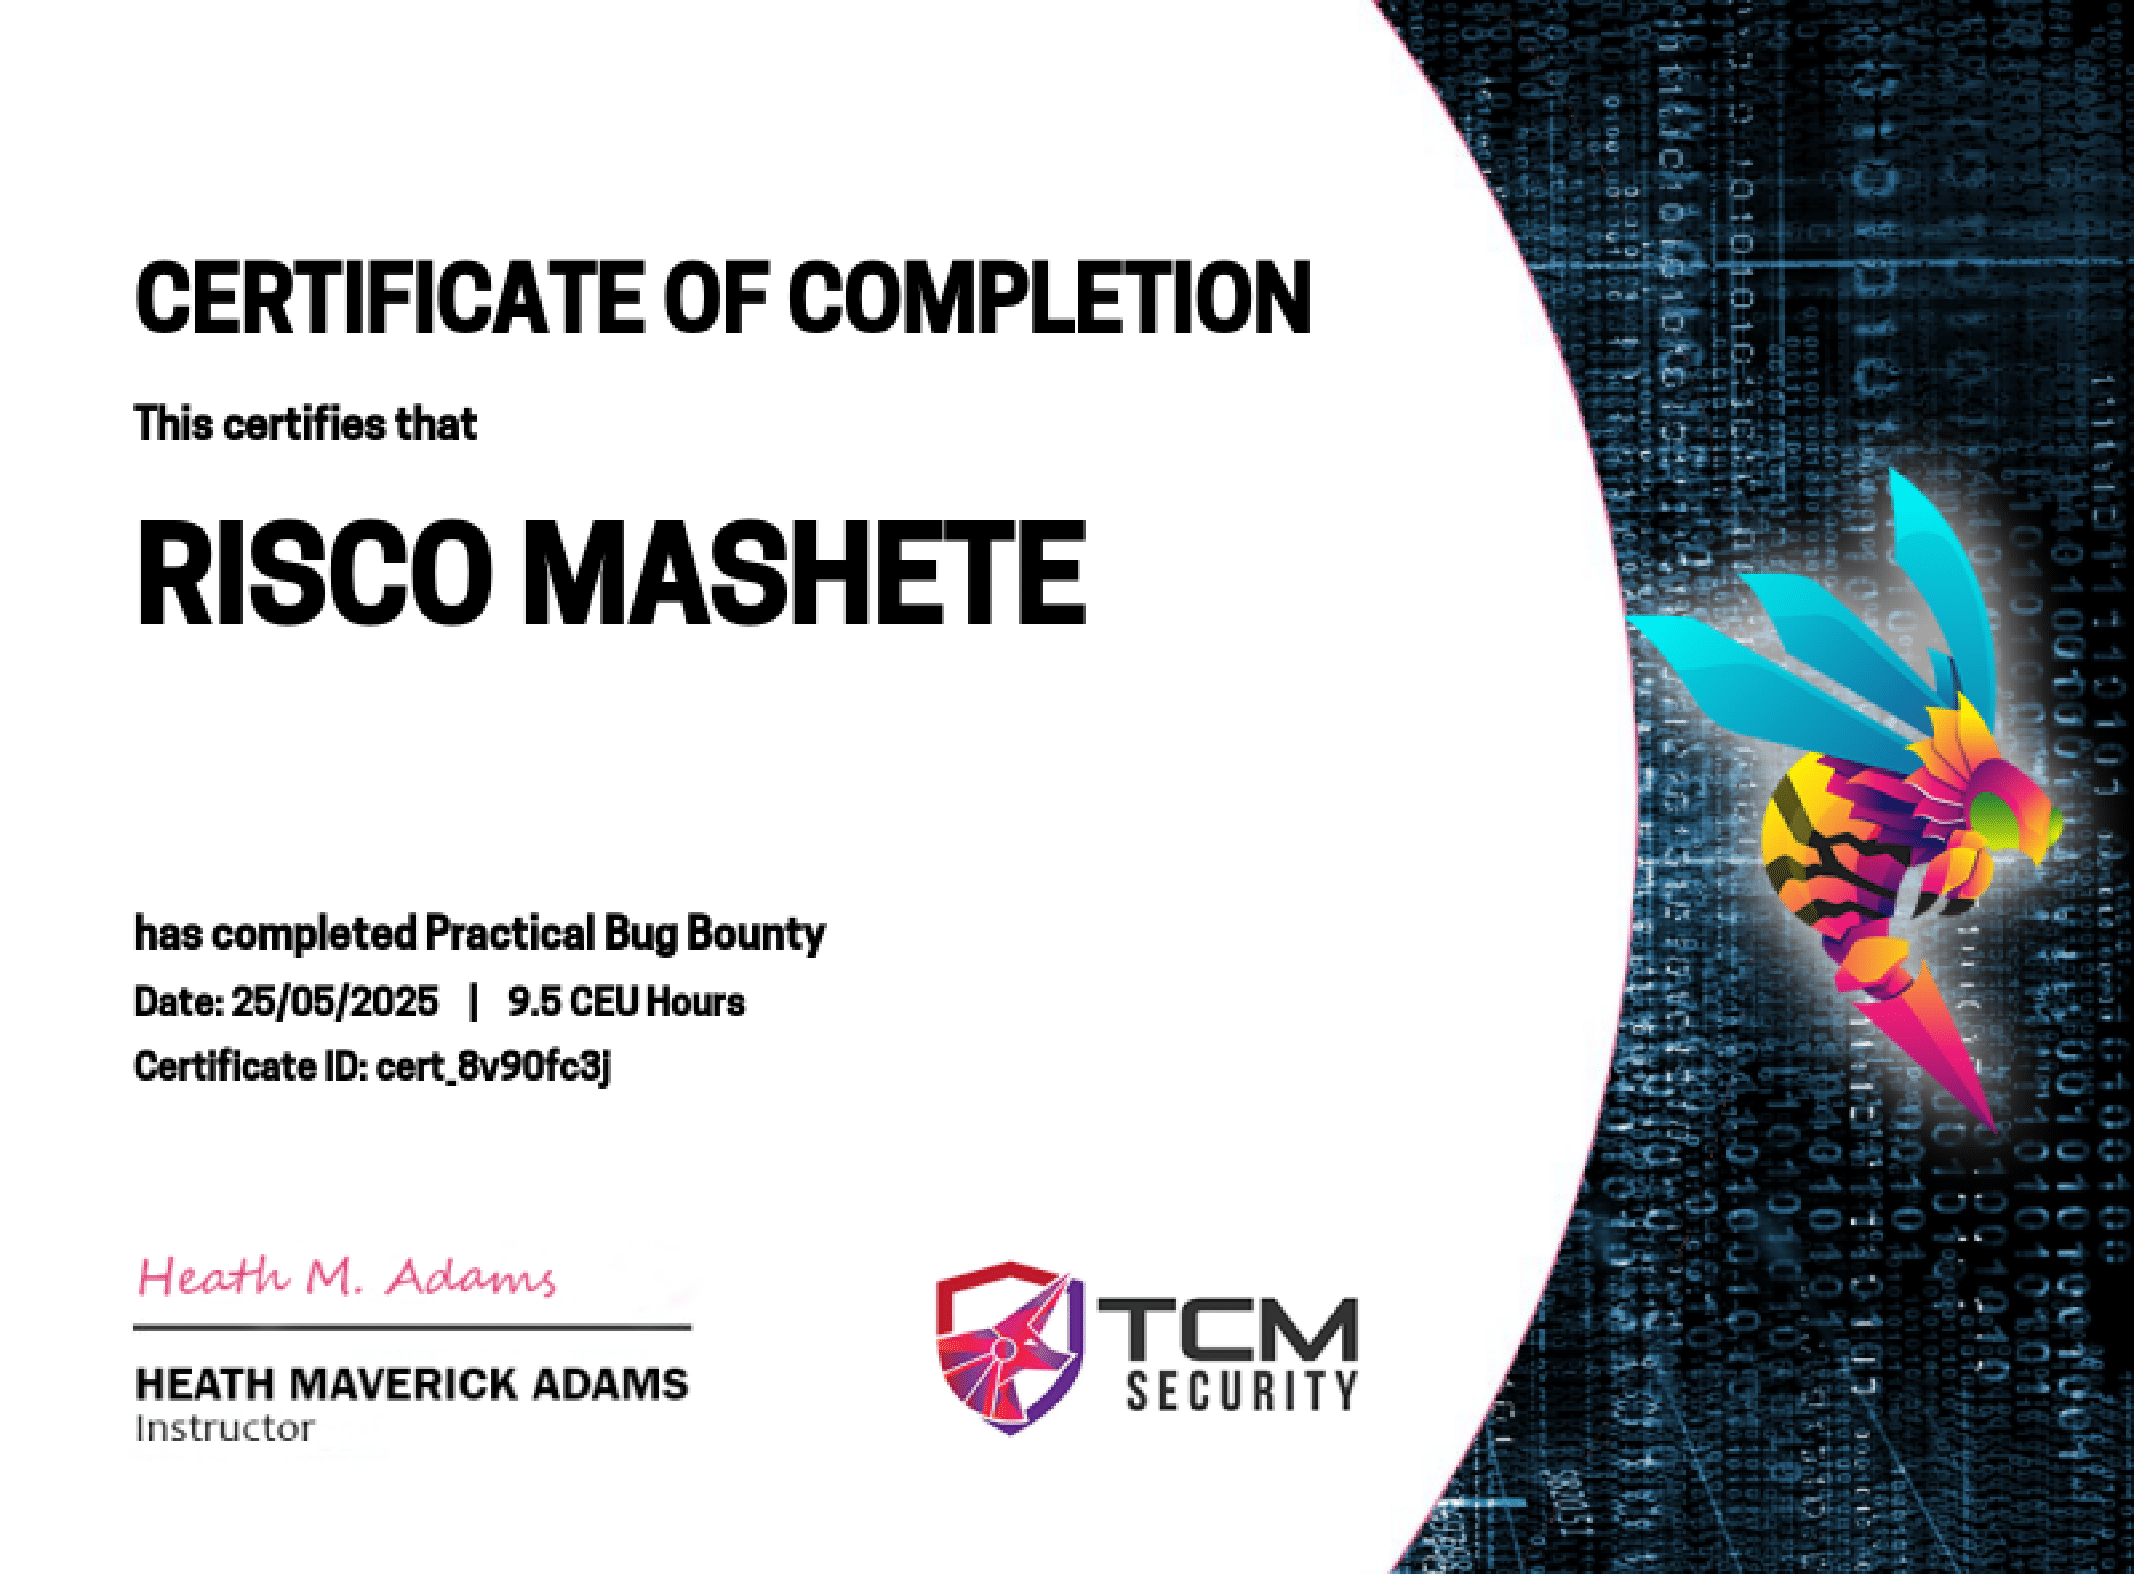 CERTIFICATE OF COMPLETION
This certifies that
RISCO MASHETE
has completed Practical Bug Bounty
Date: 25/05/2025 | 9.5 CEU Hours
Certificate ID: cert_8v90fc3j
Heath M. Adams
HEATH MAVERICK ADAMS
Instructor
TCM
SECURITY